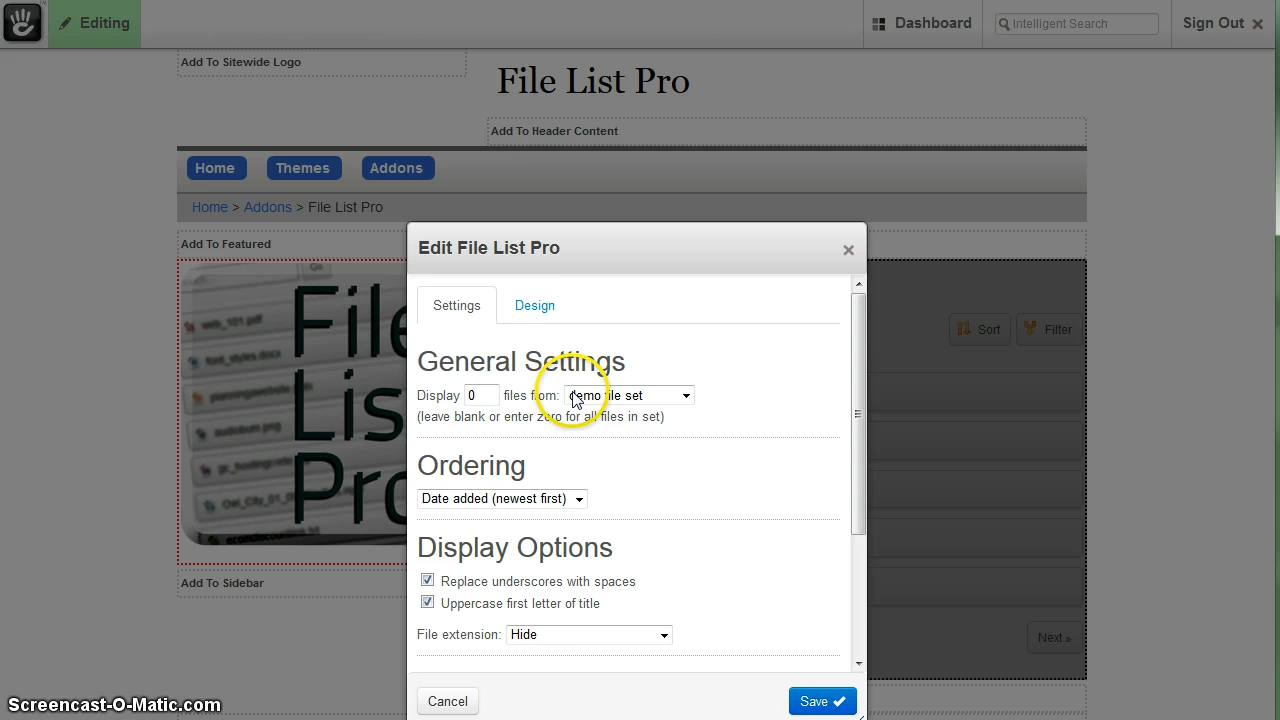 Editing
Dashboard
Intelligent Search
Sign Out
Add To Sitewide Logo
File List Pro
Add To Header Content
Home
Themes
Addons
Home > Addons > File List Pro
Add To Featured
Edit File List Pro
Go
File
List
Pro
Sort
Filter
Settings
Design
General Settings
Display 0 files from: demo file set
(leave blank or enter zero for all files in set)
Ordering
Date added (newest first)
Display Options
Replace underscores with spaces
Uppercase first letter of title
File extension: Hide
Add To Sidebar
Next »
Cancel
Save
Screencast-O-Matic.com